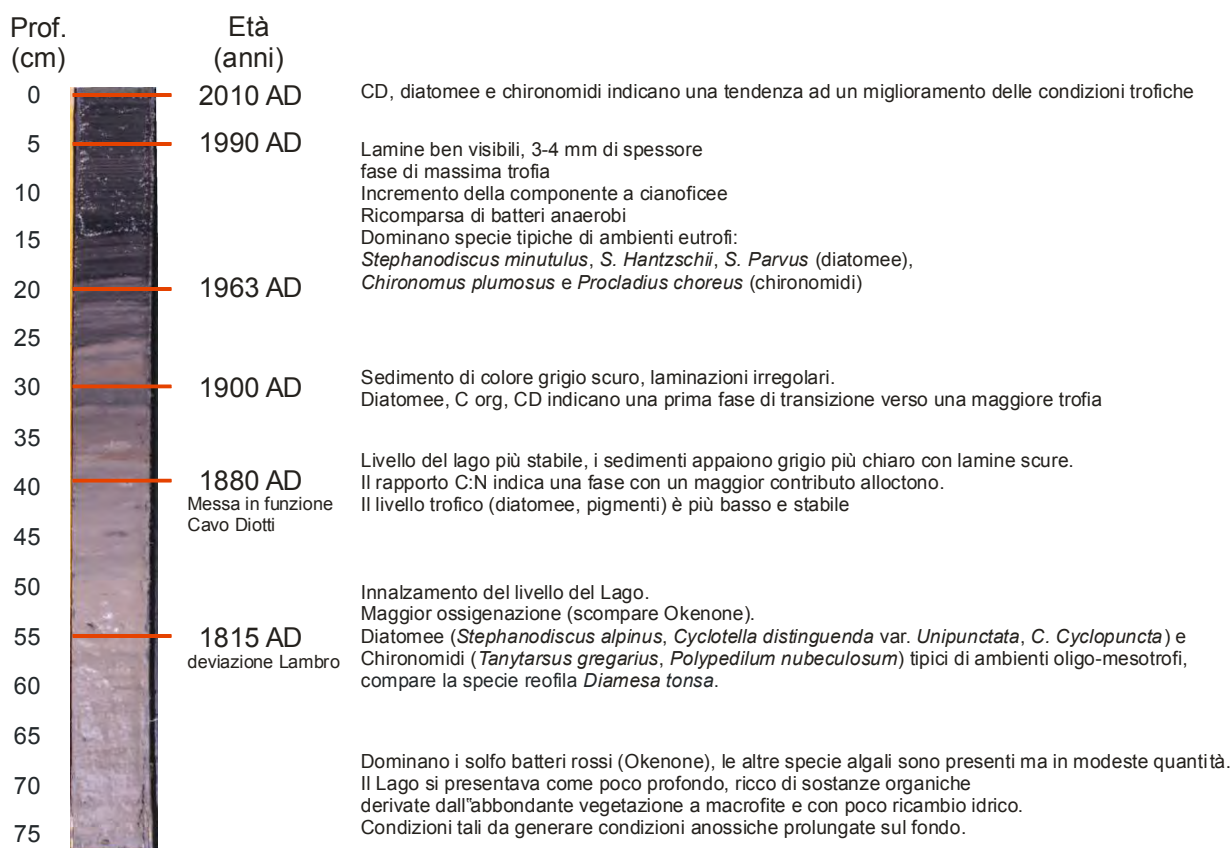 Prof.
(cm)
Età
(anni)
0
2010 AD
CD, diatomee e chironomidi indicano una tendenza ad un miglioramento delle condizioni trofiche
5
1990 AD
Lamine ben visibili, 3-4 mm di spessore
fase di massima trofia
10
Incremento della componente a cianoficee
Ricomparsa di batteri anaerobi
15
Dominano specie tipiche di ambienti eutrofi:
Stephanodiscus minutulus, S. Hantzschii, S. Parvus (diatomee),
Chironomus plumosus e Procladius choreus (chironomidi)
20
1963 AD
25
30
1900 AD
Sedimento di colore grigio scuro, laminazioni irregolari.
Diatomee, C org, CD indicano una prima fase di transizione verso una maggiore trofia
35
40
1880 AD
Messa in funzione
Cavo Diotti
Livello del lago più stabile, i sedimenti appaiono grigio più chiaro con lamine scure.
Il rapporto C:N indica una fase con un maggior contributo alloctono.
Il livello trofico (diatomee, pigmenti) è più basso e stabile
45
50
55
1815 AD
deviazione Lambro
Innalzamento del livello del Lago.
Maggior ossigenazione (scompare Okenone).
Diatomee (Stephanodiscus alpinus, Cyclotella distinguenda var. Unipunctata, C. Cyclopuncta) e
Chironomidi (Tanytarsus gregarius, Polypedilum nubeculosum) tipici di ambienti oligo-mesotrofi,
compare la specie reofila Diamesa tonsa.
60
65
70
75
Dominano i solfo batteri rossi (Okenone), le altre specie algali sono presenti ma in modeste quantità.
Il Lago si presentava come poco profondo, ricco di sostanze organiche
derivate dall"abbondante vegetazione a macrofite e con poco ricambio idrico.
Condizioni tali da generare condizioni anossiche prolungate sul fondo.